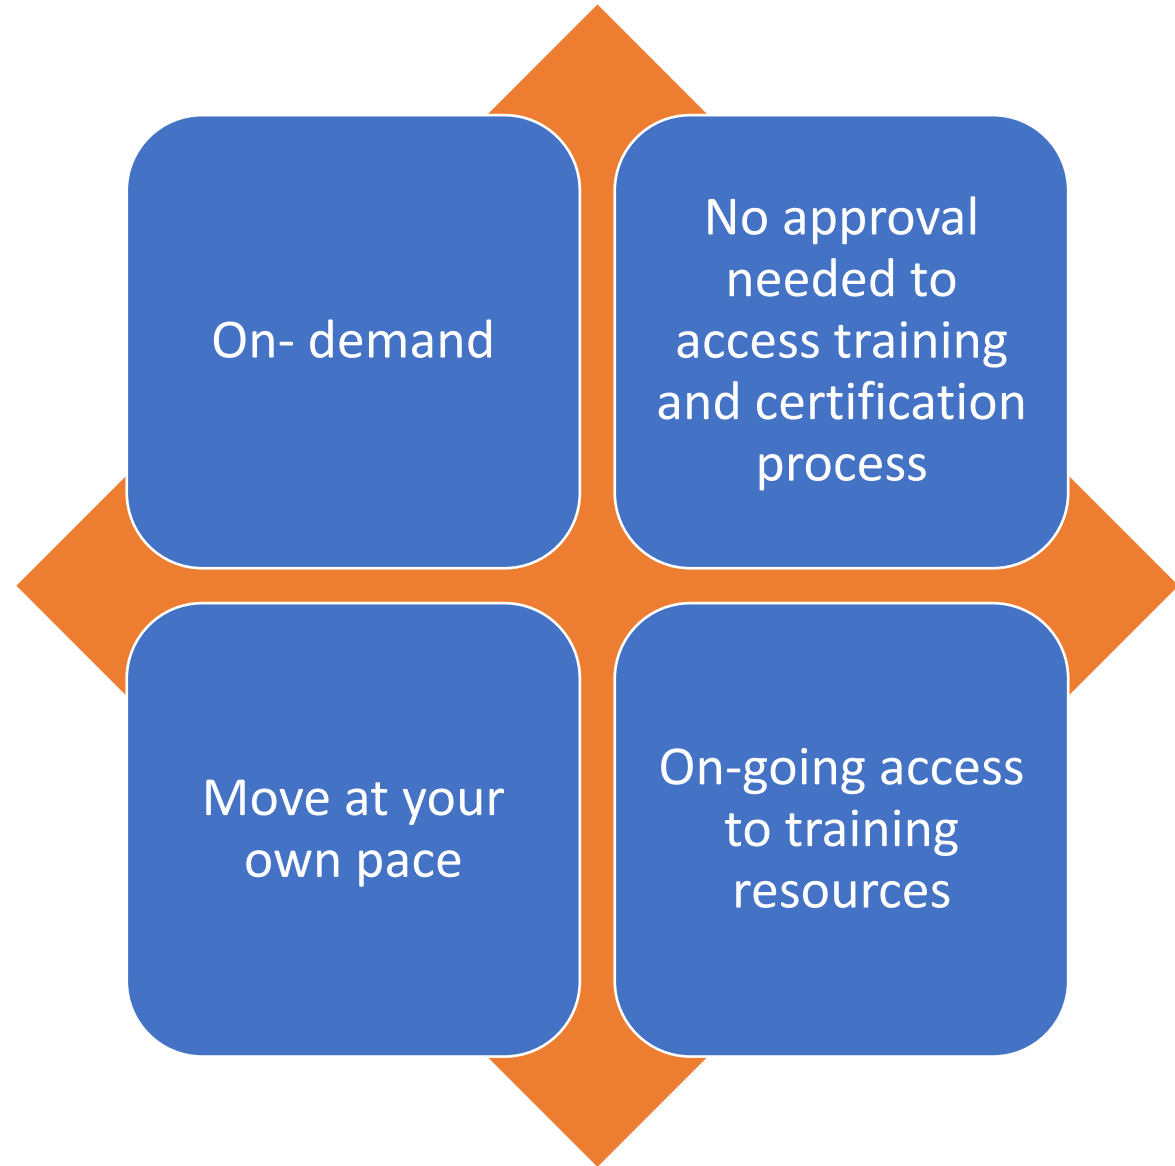 On- demand
No approval
needed to
access training
and certification
process
Move at your
own pace
On-going access
to training
resources